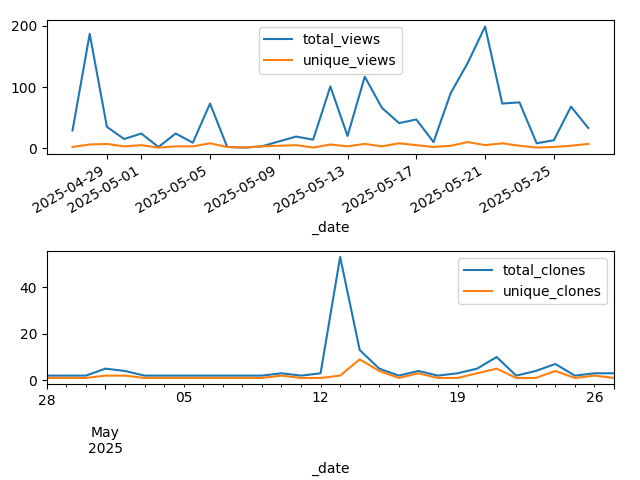 200
100
0
total_views
unique_views
2025-04-29
2025-05-01
2025-05-05
2025-05-09
2025-05-13
2025-05-17
2025-05-21
2025-05-25
_date
40
20
0
total_clones
unique_clones
28
05
12
19
26
May
2025
_date